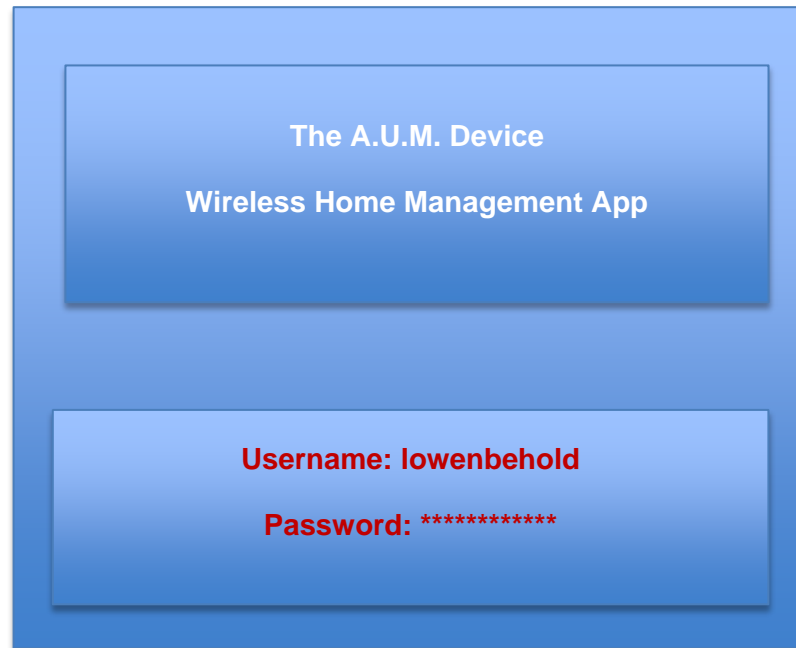 The A.U.M. Device
Wireless Home Management App
Username: lowenbehold
Password: ************